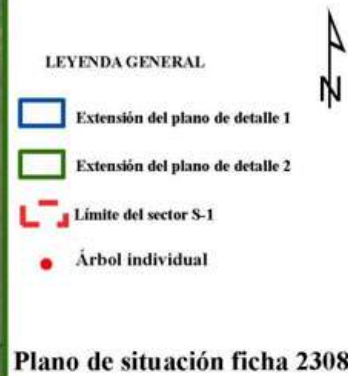 LEYENDA GENERAL
N
Extensión del plano de detalle 1
Extensión del plano de detalle 2
Límite del sector S-1
Árbol individual
Plano de situación ficha 2308